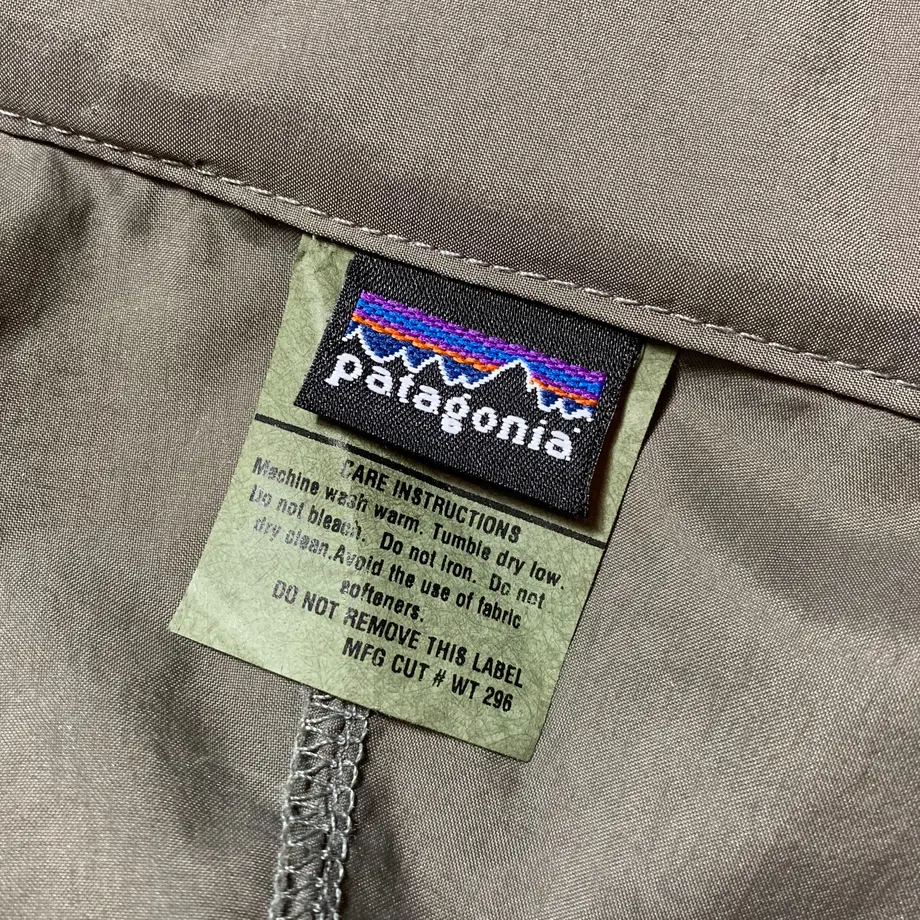 patagonia
CARE INSTRUCTIONS
Machine wash warm. Tumble dry low.
Do not bleach. Do not iron. Do not
dry clean.Avoid the use of fabric
softeners.
DO NOT REMOVE THIS LABEL
MFG CUT # WT 296